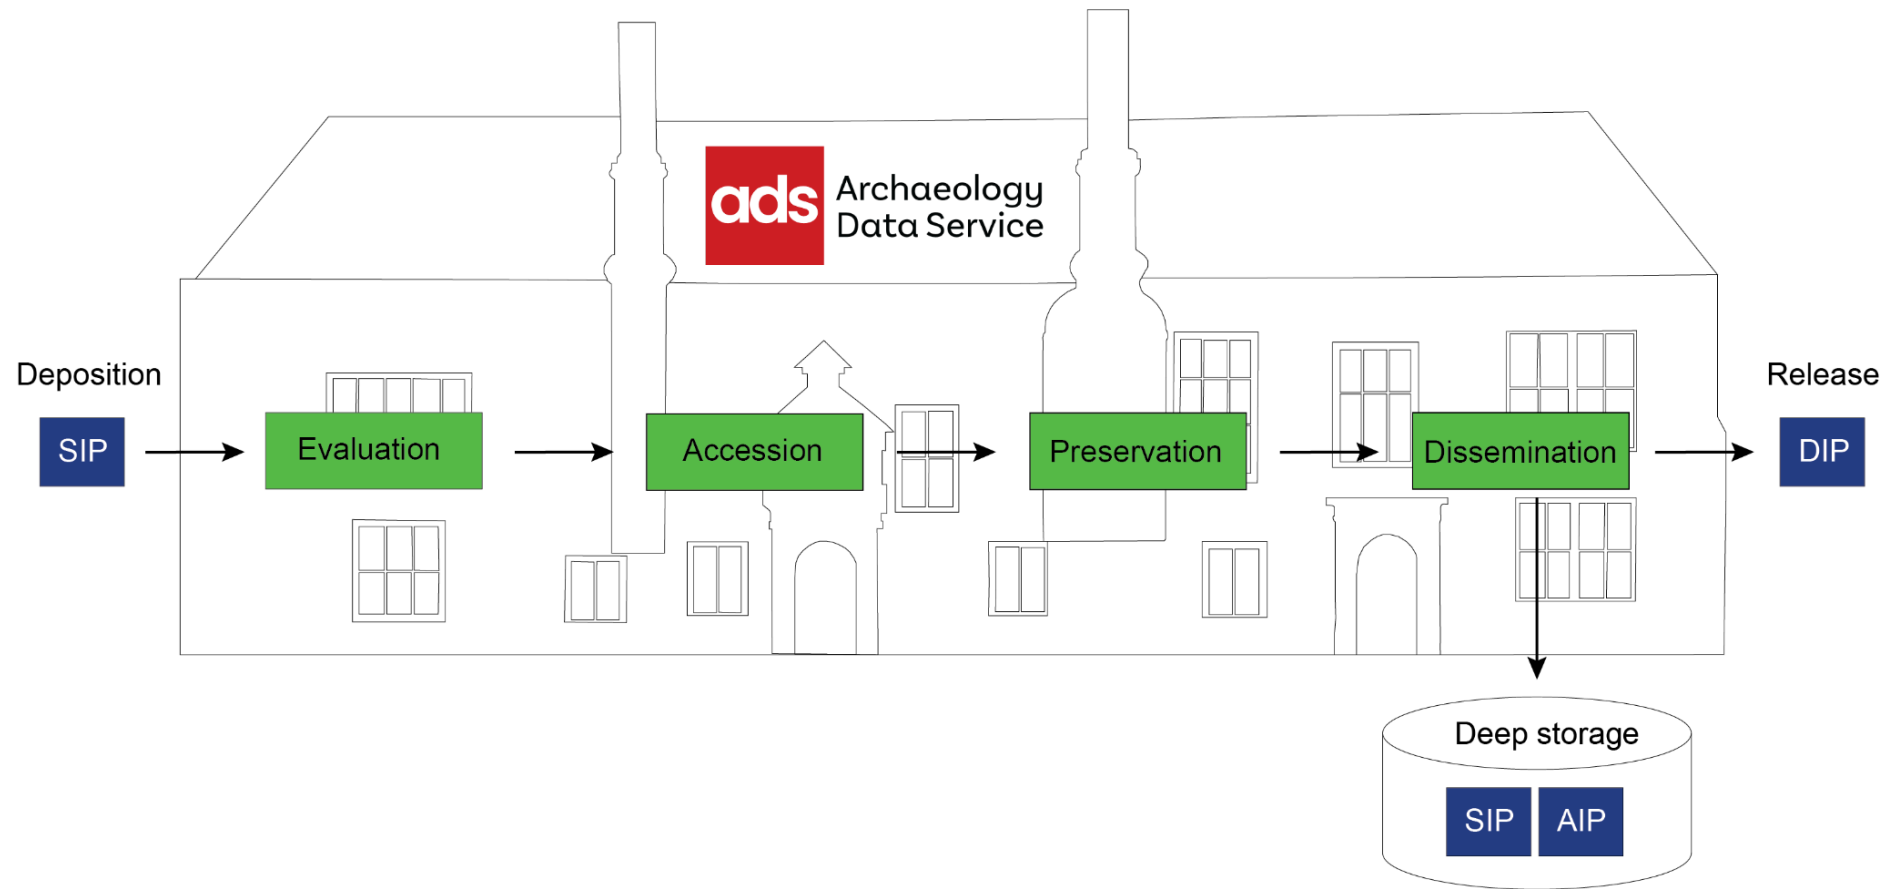 ads
Archaeology
Data Service
Deposition
Release
SIP
Evaluation
Accession
Preservation
Dissemination
DIP
Deep storage
SIP
AIP